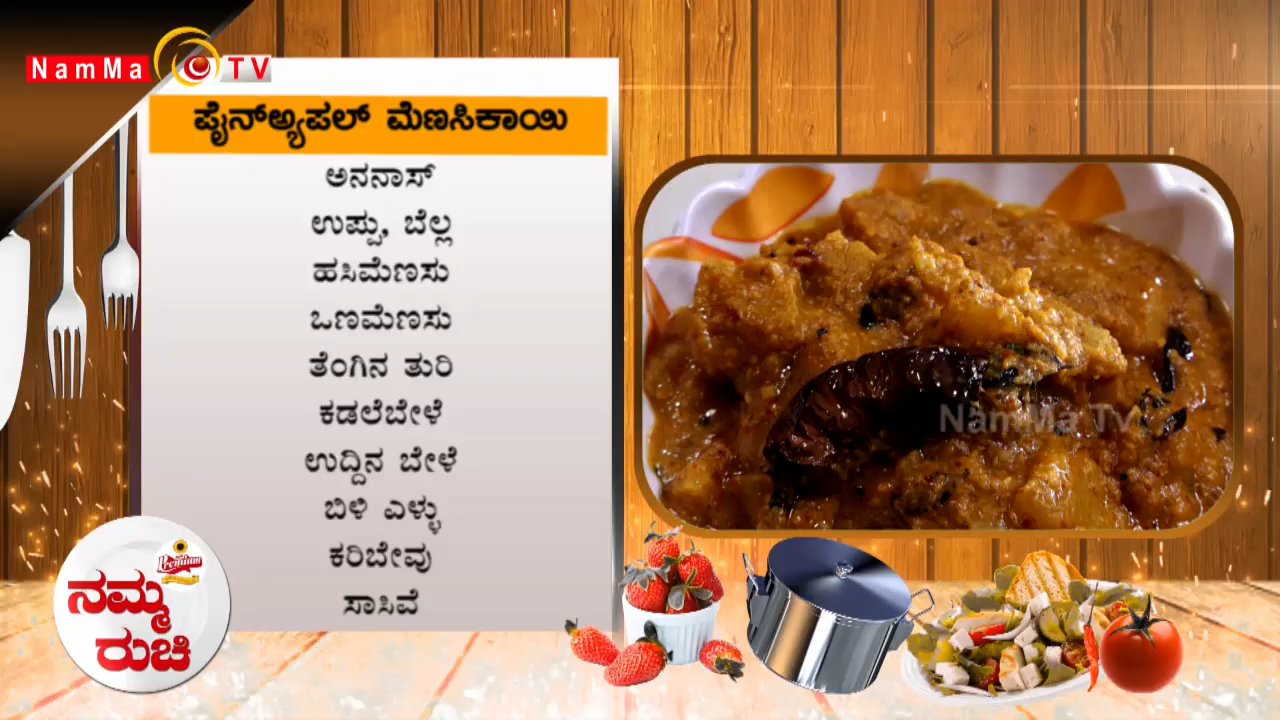 NamMa TV
ಪೈನ್ಅ್ಯಪಲ್ ಮೆಣಸಿಕಾಯಿ
ಅನನಾಸ್
ಉಪ್ಪು, ಬೆಲ್ಲ
ಹಸಿಮೆಣಸು
ಒಣಮೆಣಸು
ತೆಂಗಿನ ತುರಿ
ಕಡಲೆಬೇಳೆ
ಉದ್ದಿನ ಬೇಳೆ
ಬಿಳಿ ಎಳ್ಳು
ಕರಿಬೇವು
ಸಾಸಿವೆ
NamMa TV
Premium
ನಮ್ಮ
ರುಚಿ